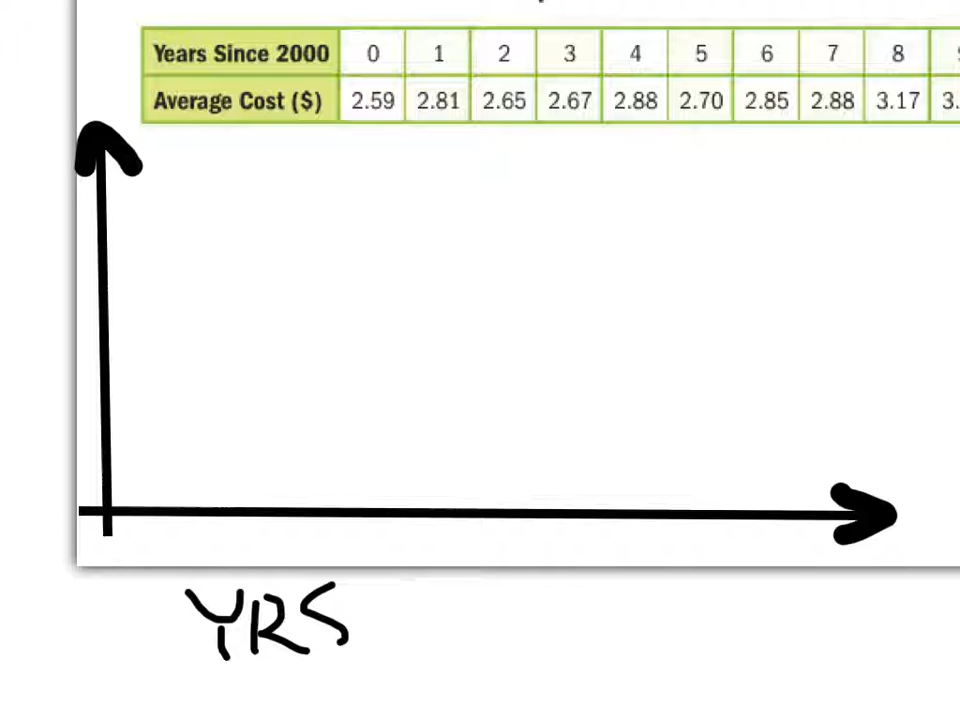 Years Since 2000 0 1 2 3 4 5 6 7 8
Average Cost ($) 2.59 2.81 2.65 2.67 2.88 2.70 2.85 2.88 3.17 3.
YRS